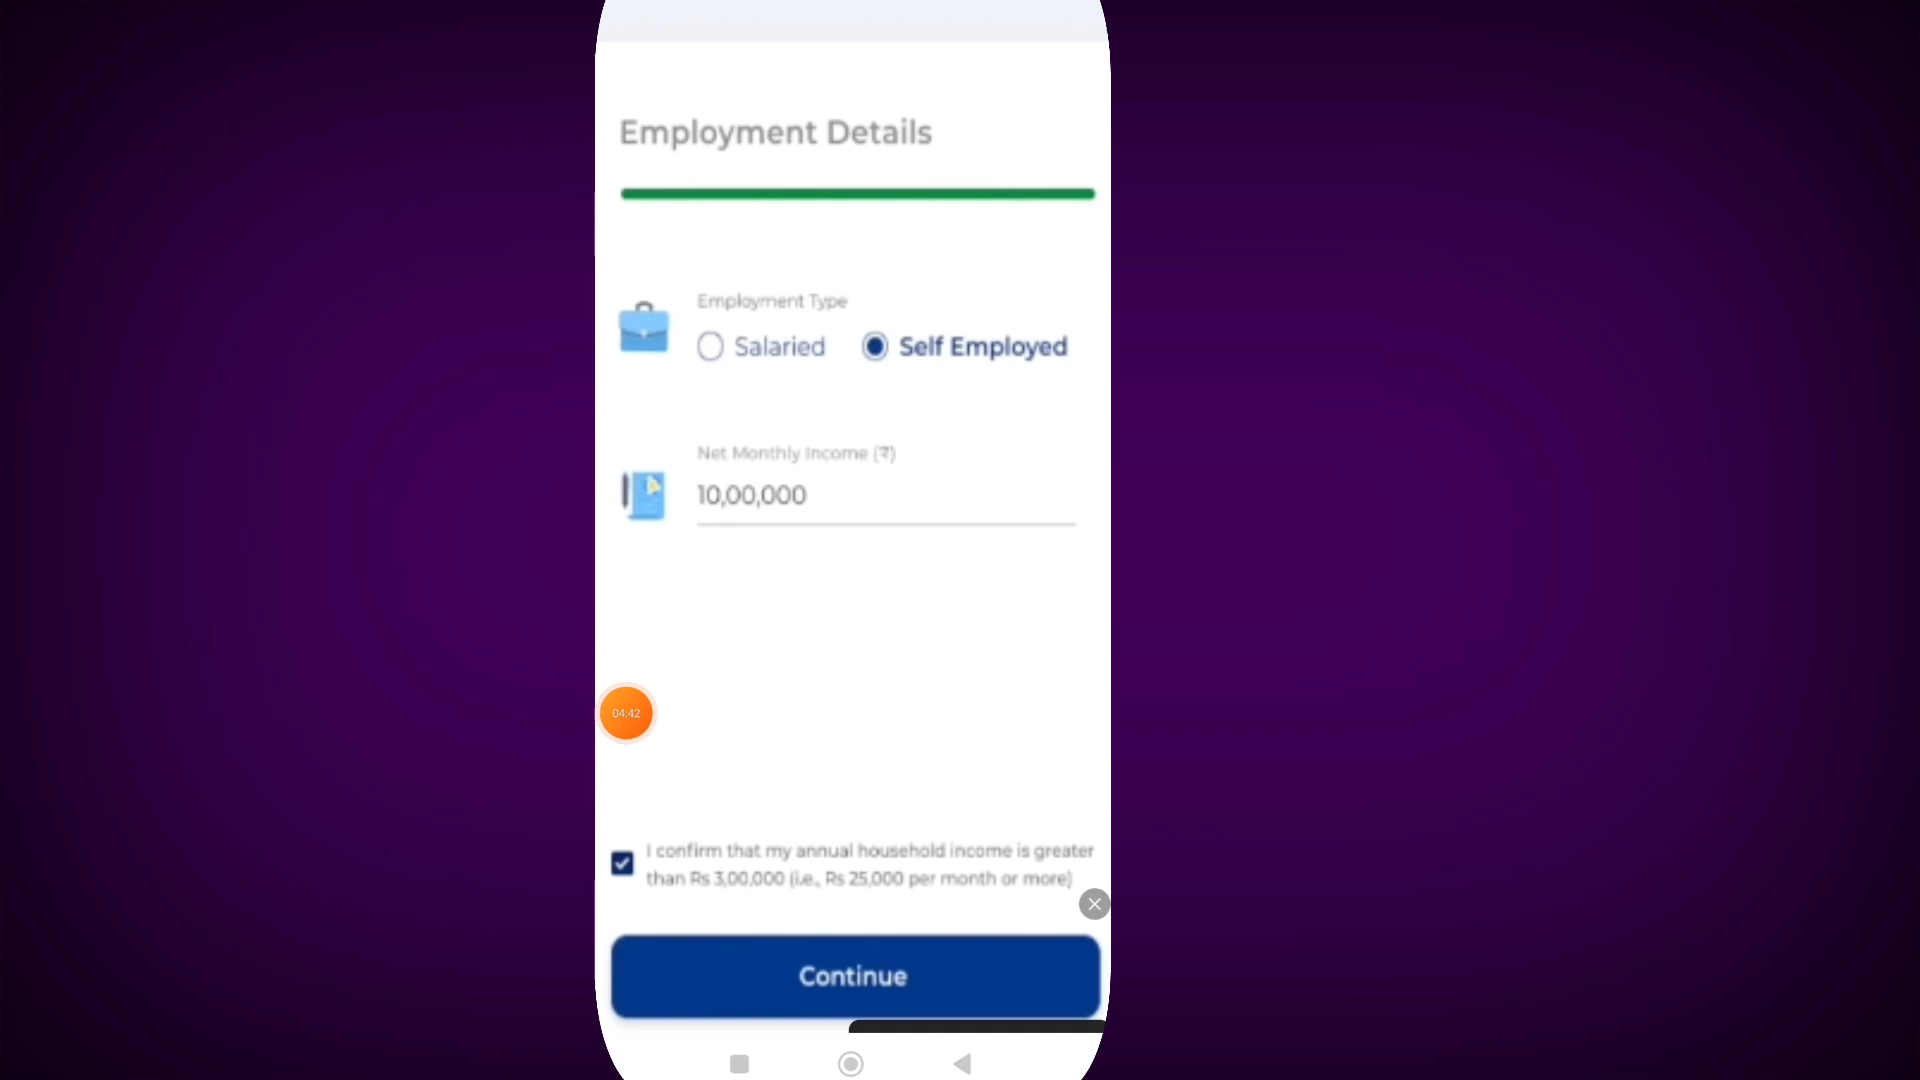 Employment Details
Employment Type
Salaried
Self Employed
Net Monthly Income (₹)
10,00,000
04:42
I confirm that my annual household income is greater
than Rs 3,00,000 (i.e., Rs 25,000 per month or more)
Continue